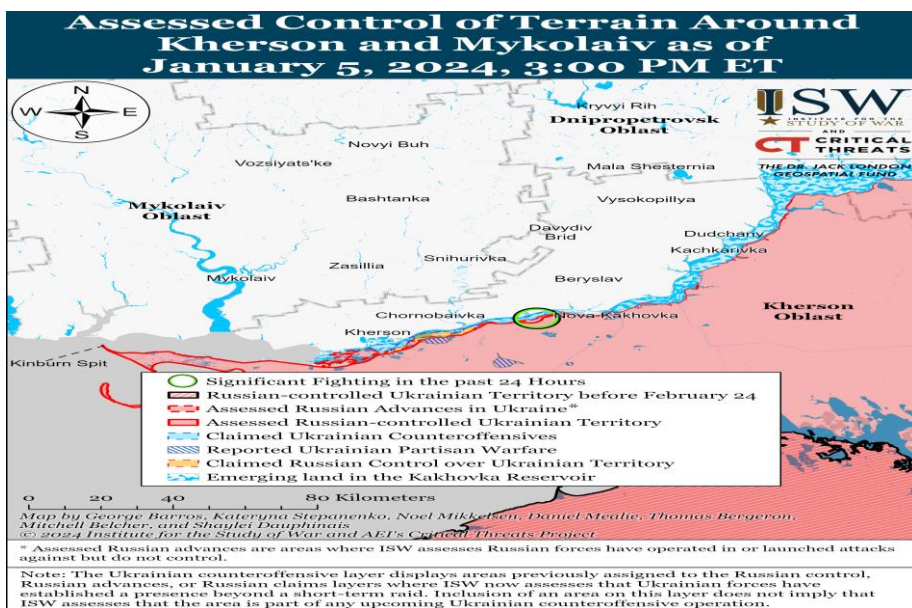 Assessed Control of Terrain Around
Kherson and Mykolaiv as of
January 5, 2024, 3:00 PM ET
N
W E
S
Kryvyi Rih
ISW
INSTITUTE FOR THE
STUDY OF WAR
AND
CT CRITICAL
THREATS
THE DR. JACK LONDON
GEOSPATIAL FUND
Dnipropetrovsk
Oblast
Novyi Buh
Vozsiyats'ke
Mala Shesternia
Bashtanka
Vysokopillya
Mykolaiv
Oblast
Davydiv
Brid
Dudchany
Kachkarivka
Snihurivka
Zasillia
Mykolaiv
Beryslav
Kherson
Oblast
Chornobaivka
Nova Kakhovka
Kherson
Kinburn Spit
Significant Fighting in the past 24 Hours
Russian-controlled Ukrainian Territory before February 24
Assessed Russian Advances in Ukraine*
Assessed Russian-controlled Ukrainian Territory
Claimed Ukrainian Counteroffensives
Reported Ukrainian Partisan Warfare
Claimed Russian Control over Ukrainian Territory
Emerging land in the Kakhovka Reservoir
0 20 40 80 Kilometers
Map by George Barros, Kateryna Stepanenko, Noel Mikkelsen, Daniel Mealie, Thomas Bergeron,
Mitchell Belcher, and Shaylei Dauphinais
© 2024 Institute for the Study of War and AEI's Critical Threats Project
* Assessed Russian advances are areas where ISW assesses Russian forces have operated in or launched attacks
against but do not control.
Note: The Ukrainian counteroffensive layer displays areas previously assigned to the Russian control,
Russian advances, or Russian claims layers where ISW now assesses that Ukrainian forces have
established a presence beyond a short-term raid. Inclusion of an area on this layer does not imply that
ISW assesses that the area is part of any upcoming Ukrainian counteroffensive operation.